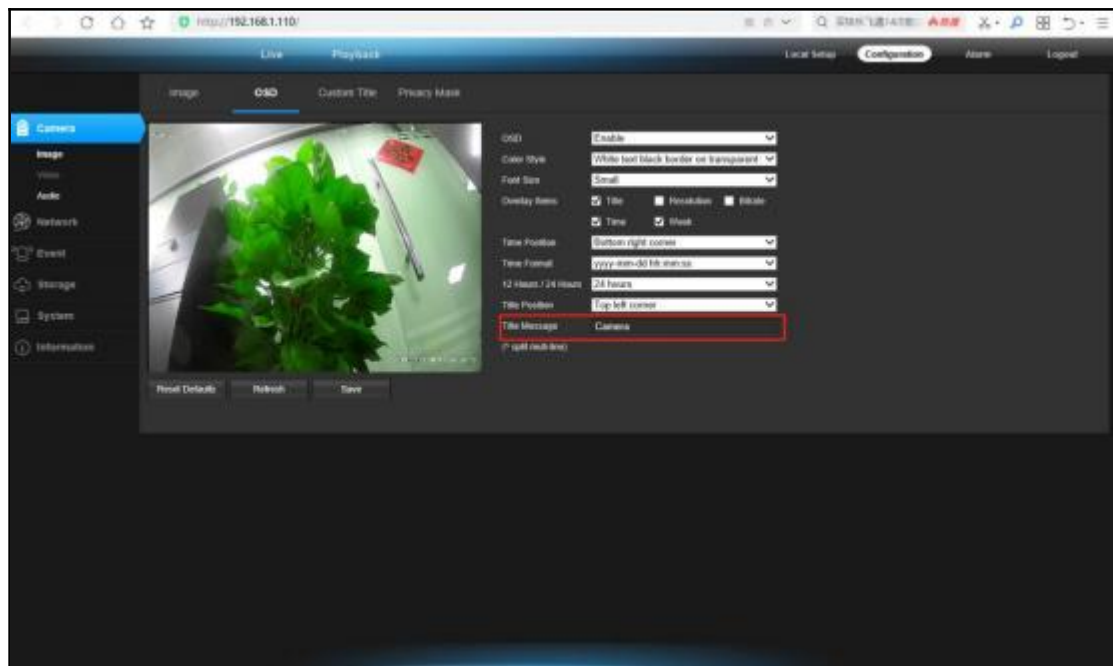 http://192.168.1.110/
Live Playback Local Setup Configuration Alarm Logout
Image OSD Custom Title Privacy Mask
Camera
Image
Video
Audio
Network
Event
Storage
System
Information
OSD Enable
Color Style White text black border on transparent
Font Size Small
Overlay Items Title Resolution Bitrate
Time Week
Time Position Bottom right corner
Time Format yyyy-mm-dd hh:mm:ss
12 Hours / 24 Hours 24 hours
Title Position Top left corner
Title Message Camera
Reset Defaults Refresh Save